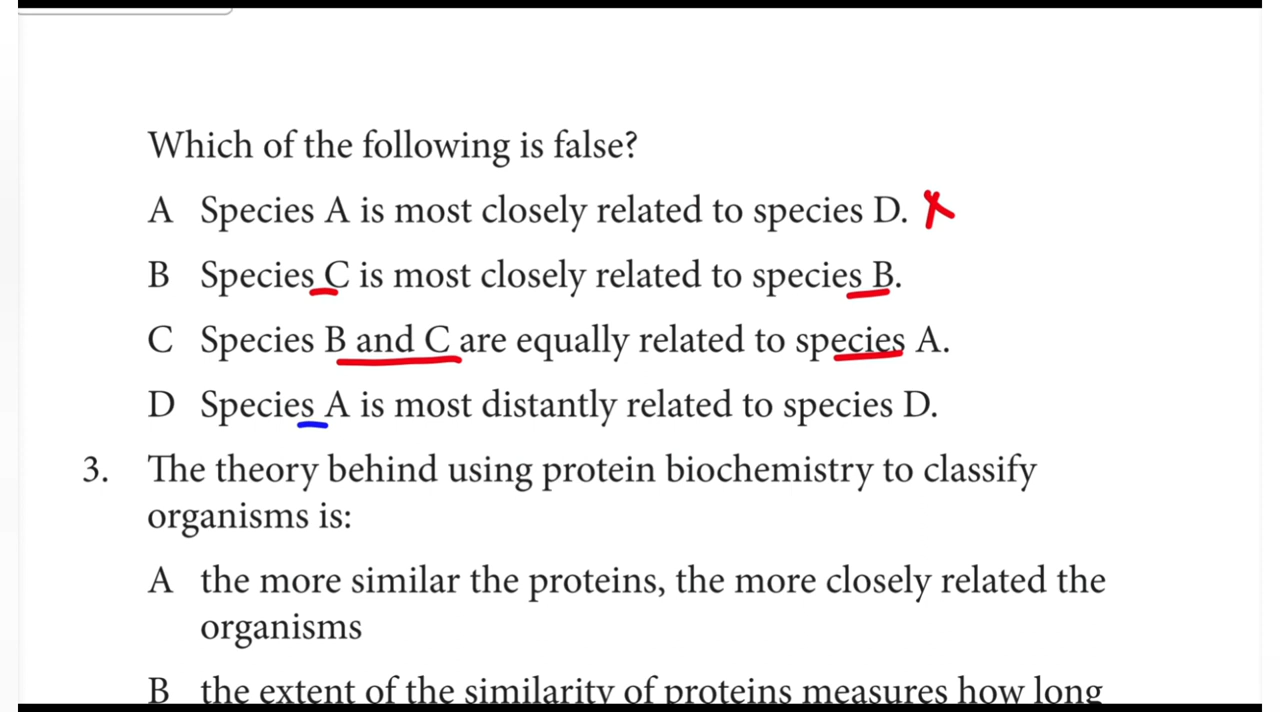 Which of the following is false?
A Species A is most closely related to species D.
B Species C is most closely related to species B.
C Species B and C are equally related to species A.
D Species A is most distantly related to species D.
3. The theory behind using protein biochemistry to classify
organisms is:
A the more similar the proteins, the more closely related the
organisms
B the extent of the similarity of proteins measures how long